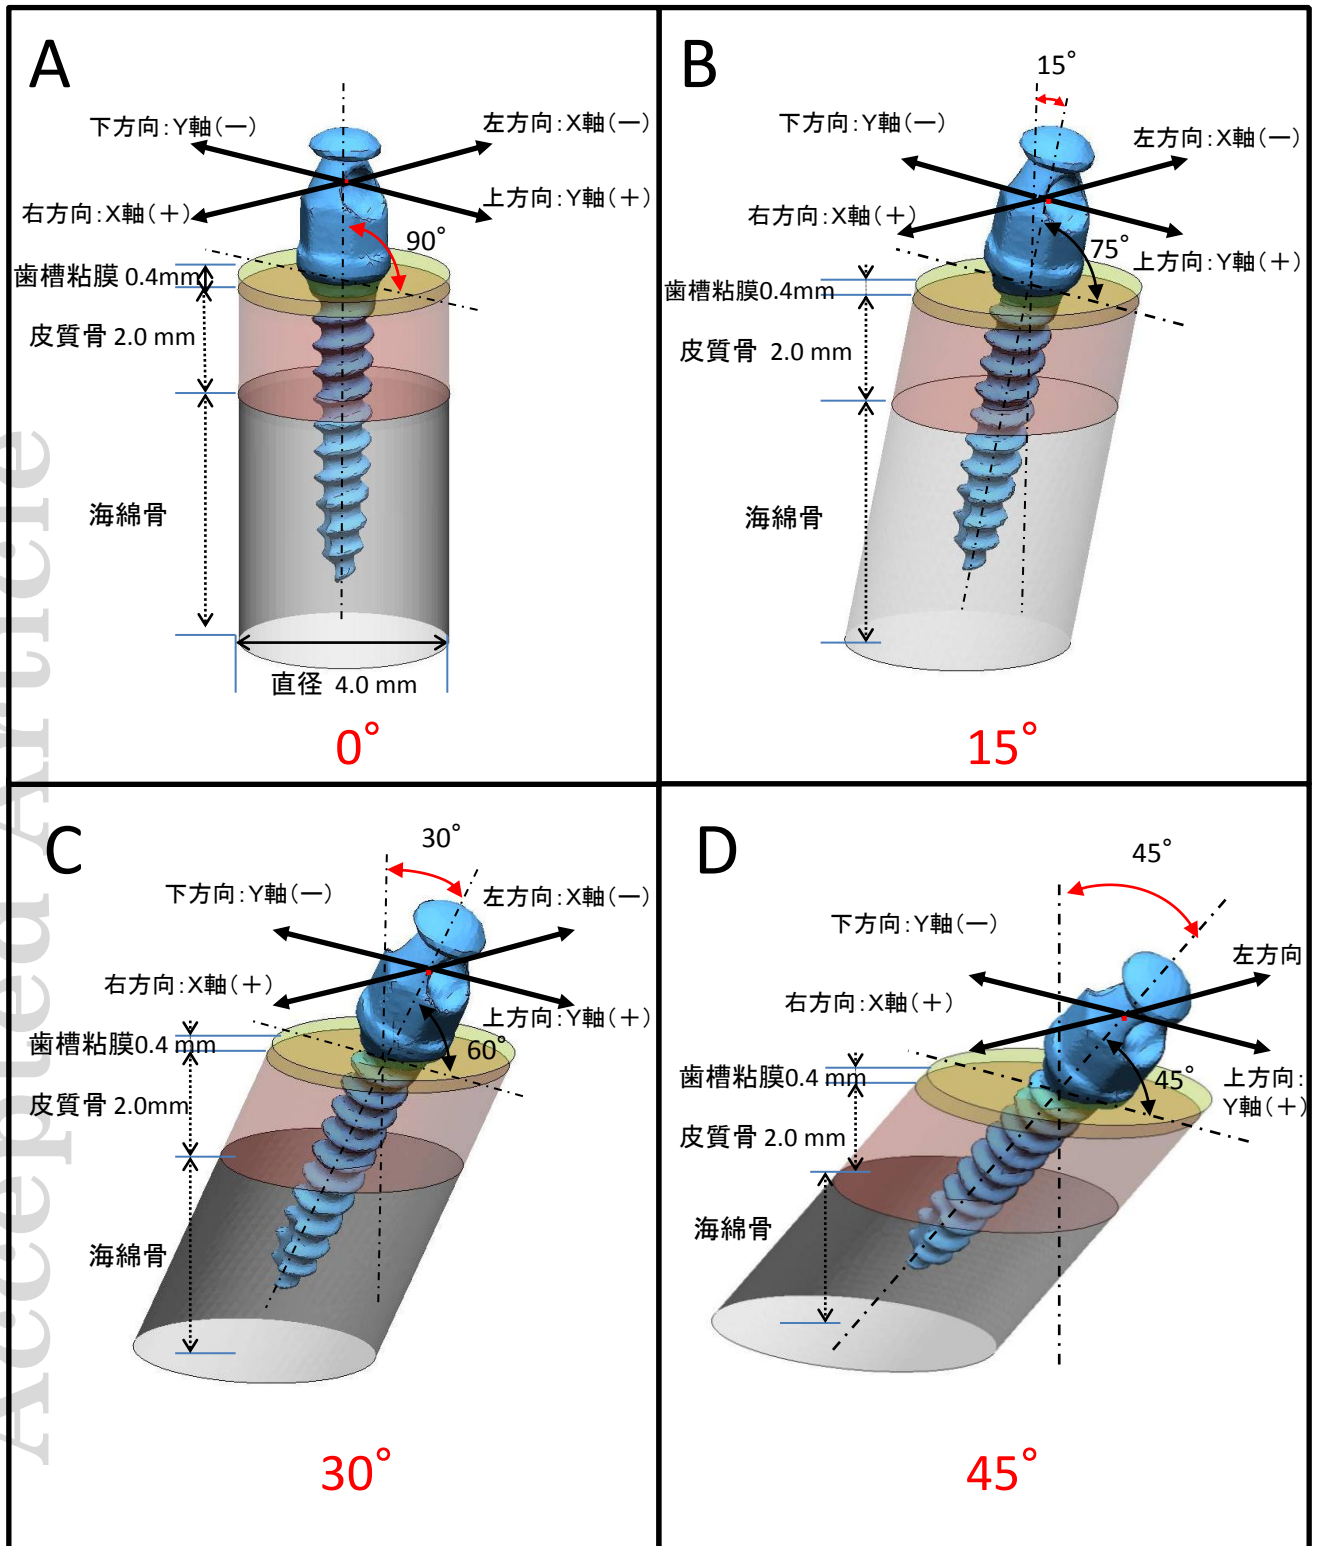 A
下方向：Y軸（ー）
左方向：X軸（ー）
右方向：X軸（＋）
上方向：Y軸（＋）
90°
歯槽粘膜 0.4mm
皮質骨 2.0 mm
海綿骨
直径 4.0 mm
0°
B
15°
下方向：Y軸（ー）
左方向：X軸（ー）
右方向：X軸（＋）
75°
上方向：Y軸（＋）
歯槽粘膜0.4mm
皮質骨 2.0 mm
海綿骨
15°
C
30°
下方向：Y軸（ー）
左方向：X軸（ー）
右方向：X軸（＋）
上方向：Y軸（＋）
歯槽粘膜0.4 mm
60°
皮質骨 2.0mm
海綿骨
30°
D
45°
下方向：Y軸（ー）
左方向
右方向：X軸（＋）
歯槽粘膜0.4 mm
45°
上方向：
Y軸（＋）
皮質骨 2.0 mm
海綿骨
45°
Accepted Article